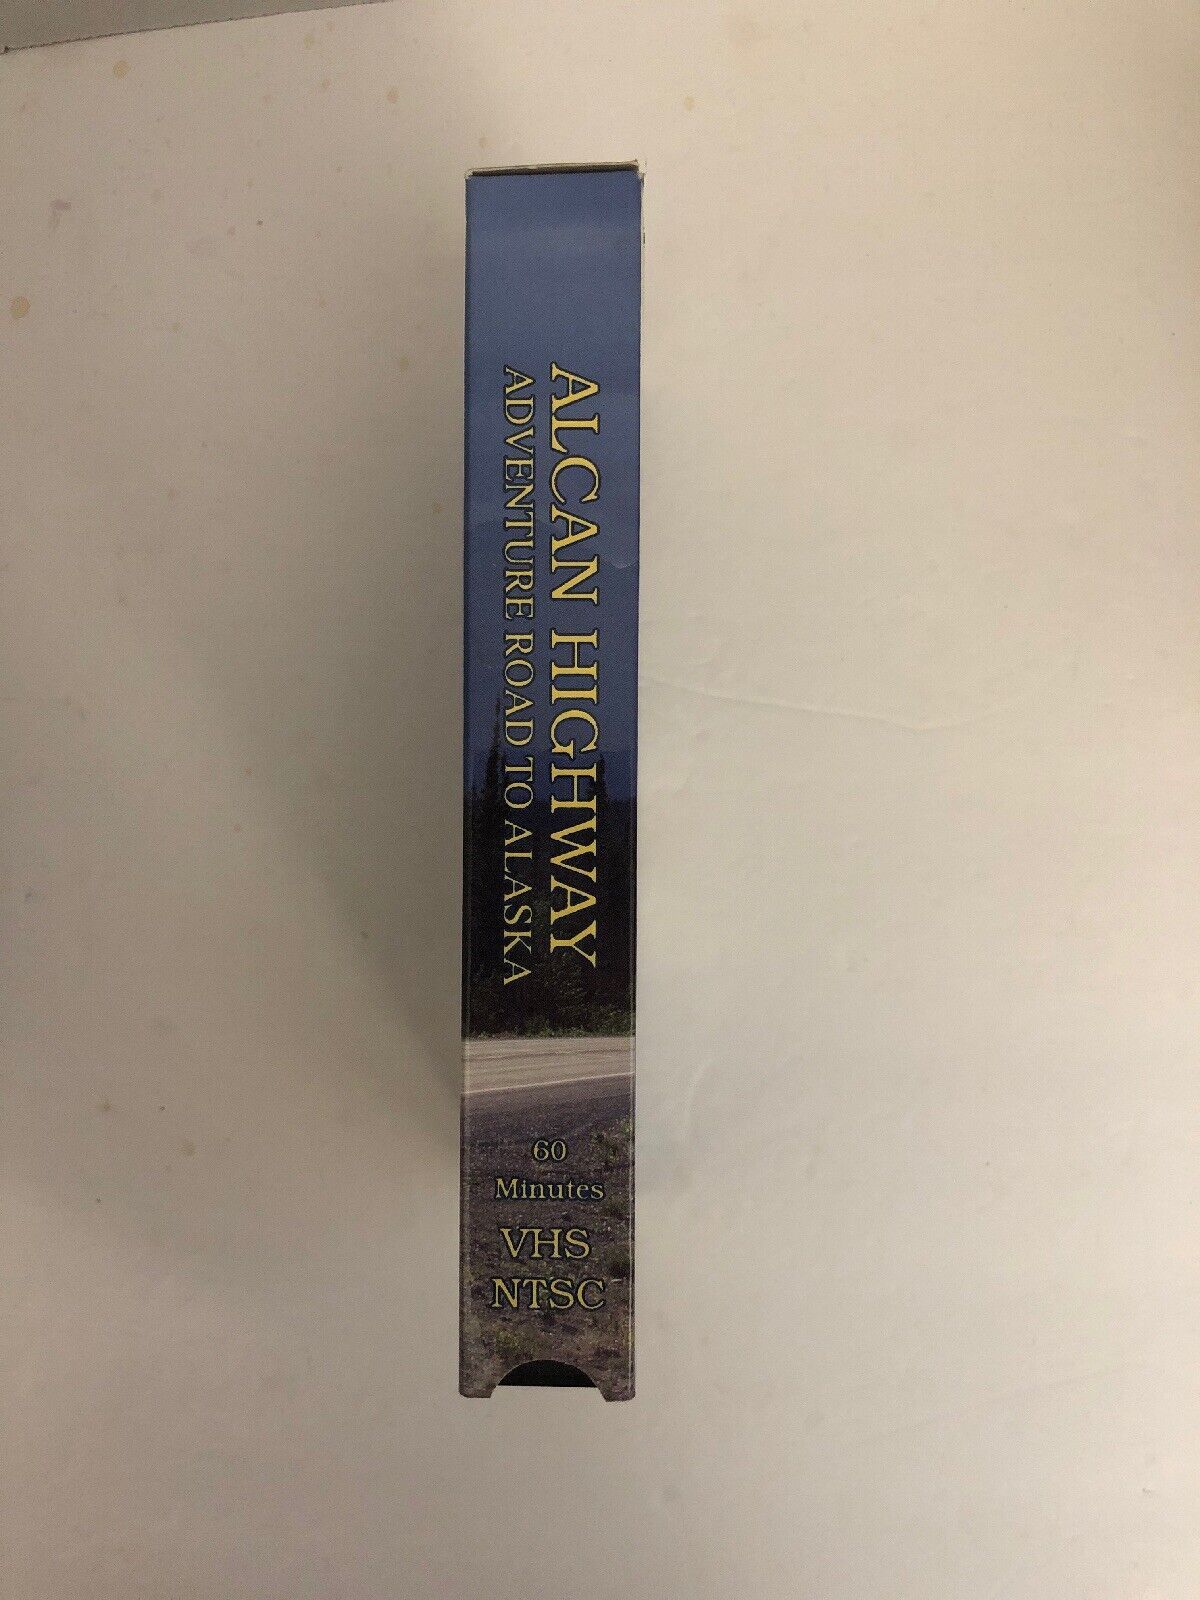 ALCAN HIGHWAY
ADVENTURE ROAD TO ALASKA
60
Minutes
VHS
NTSC